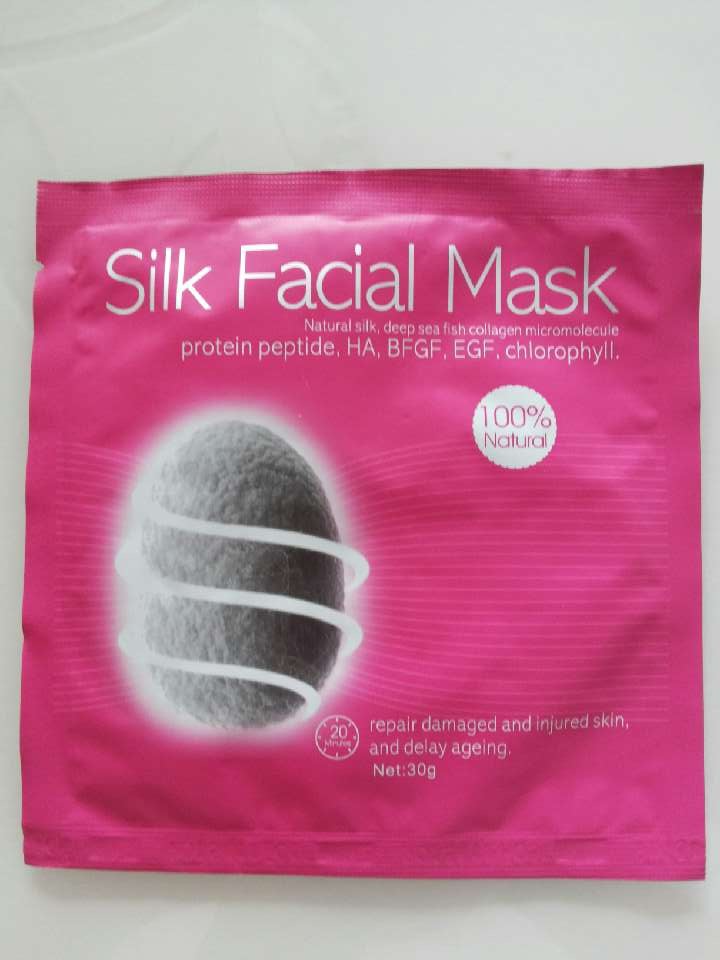 Silk Facial Mask
Natural silk, deep sea fish collagen micromolecule
protein peptide, HA, BFGF, EGF, chlorophyll.
100%
Natural
20
Minutes
repair damaged and injured skin,
and delay ageing.
Net:30g